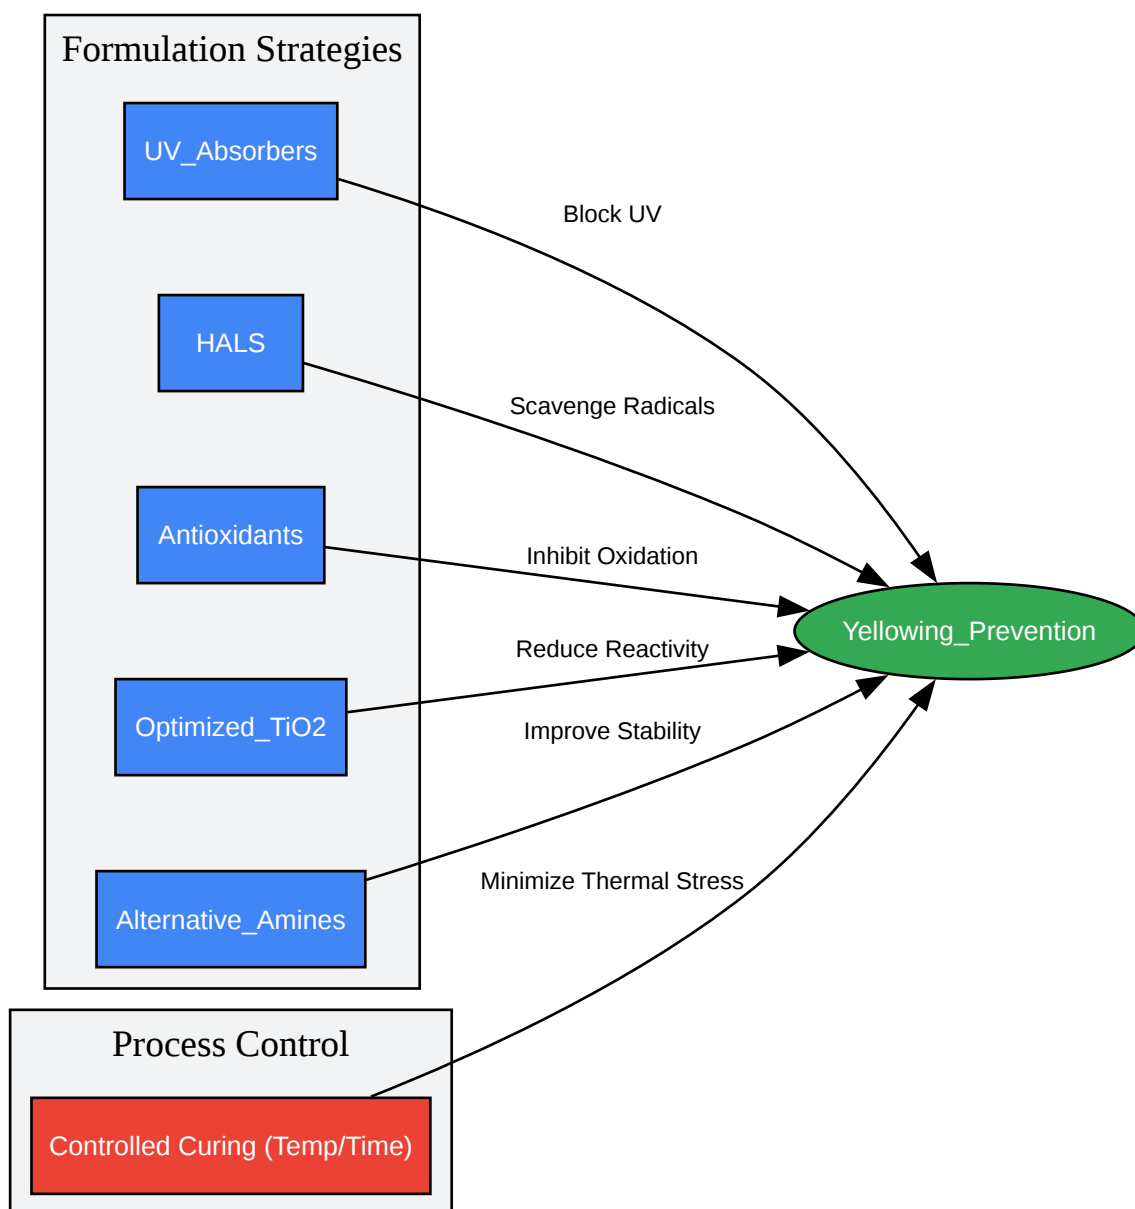 Formulation Strategies
UV_Absorbers
Block UV
HALS
Scavenge Radicals
Antioxidants
Inhibit Oxidation
Yellowing_Prevention
Reduce Reactivity
Optimized_TiO2
Improve Stability
Alternative_Amines
Minimize Thermal Stress
Process Control
Controlled Curing (Temp/Time)